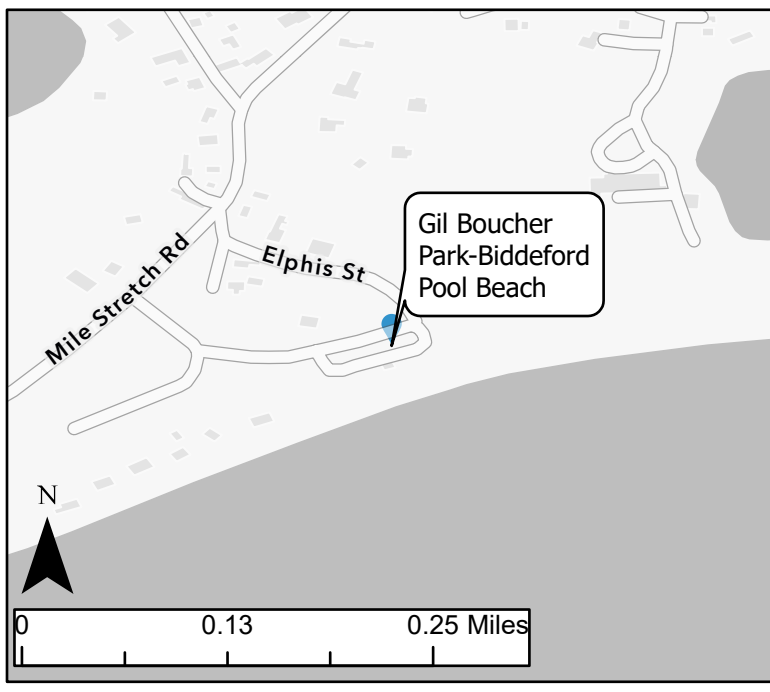 Gil Boucher
Park-Biddeford
Pool Beach
Elphis St
Mile Stretch Rd
N
0 0.13 0.25 Miles